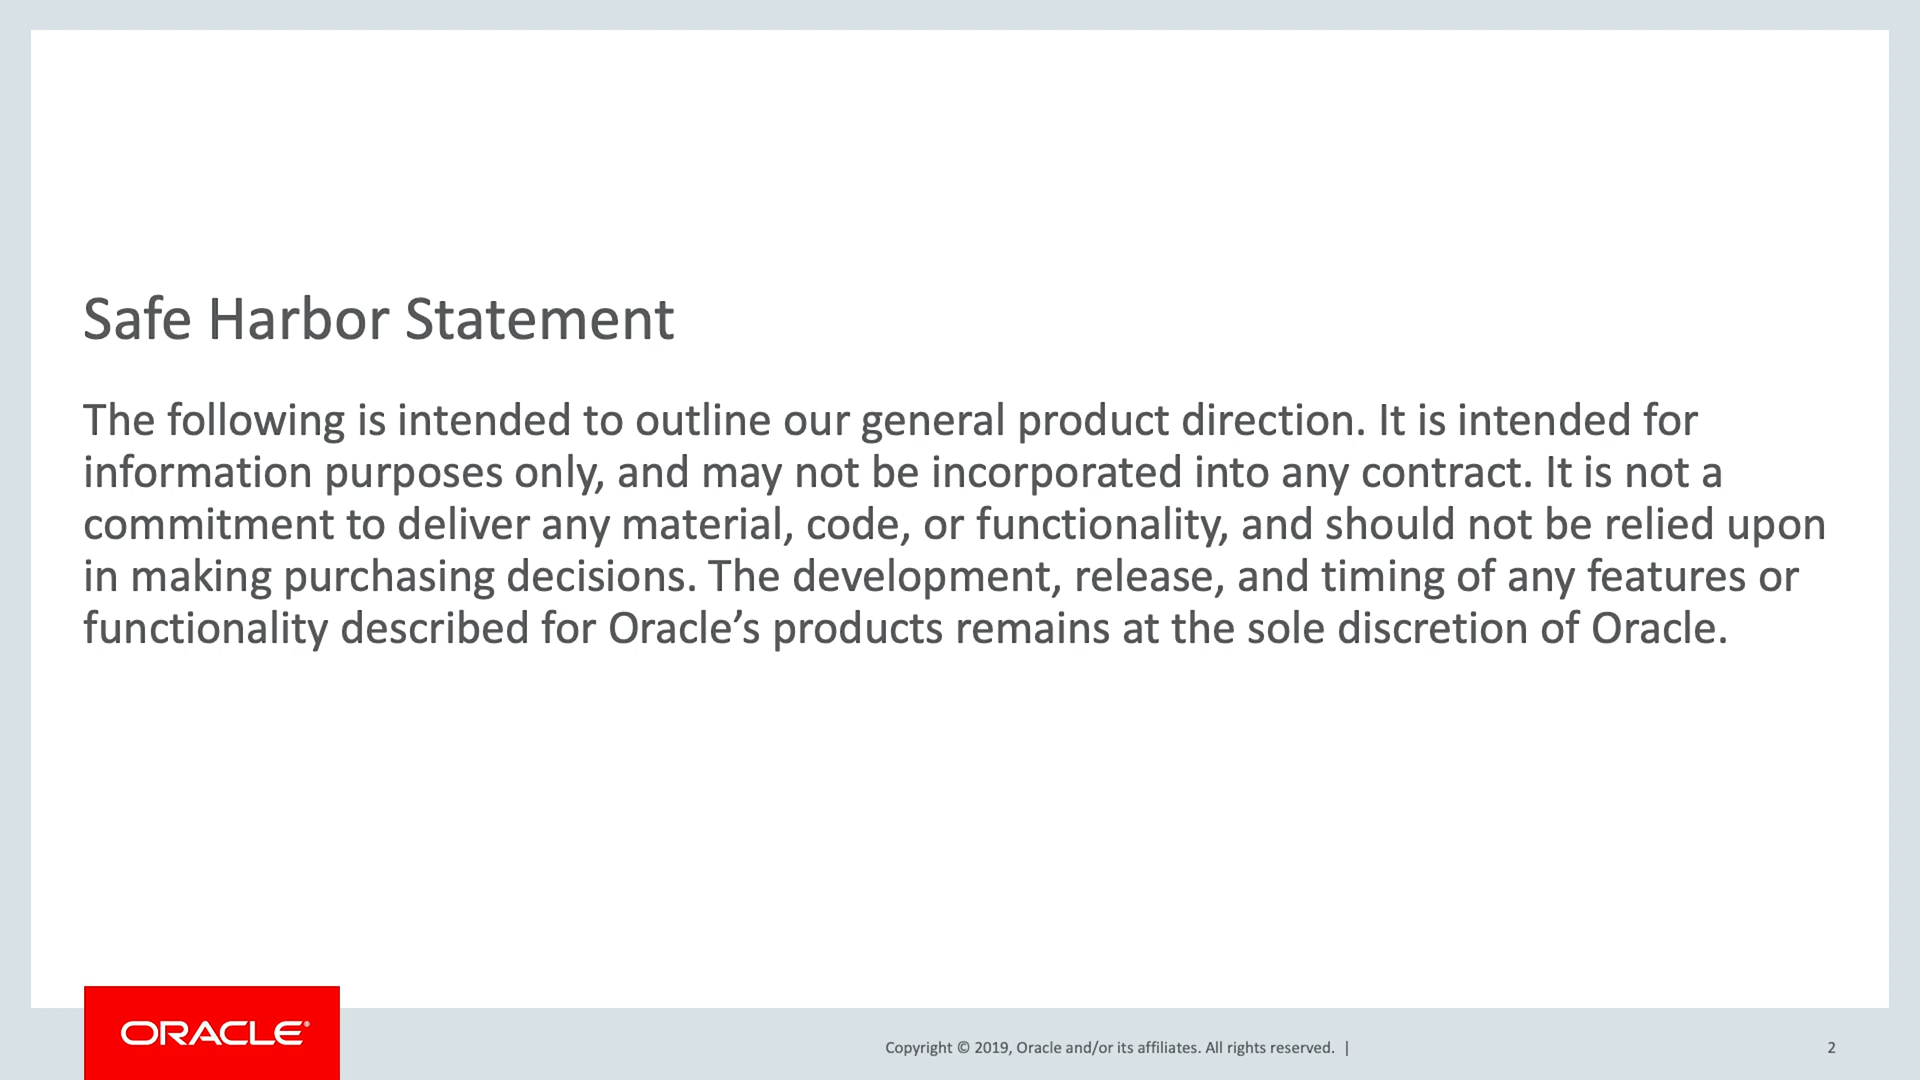 Safe Harbor Statement
The following is intended to outline our general product direction. It is intended for
information purposes only, and may not be incorporated into any contract. It is not a
commitment to deliver any material, code, or functionality, and should not be relied upon
in making purchasing decisions. The development, release, and timing of any features or
functionality described for Oracle’s products remains at the sole discretion of Oracle.
ORACLE®
Copyright © 2019, Oracle and/or its affiliates. All rights reserved. |
2